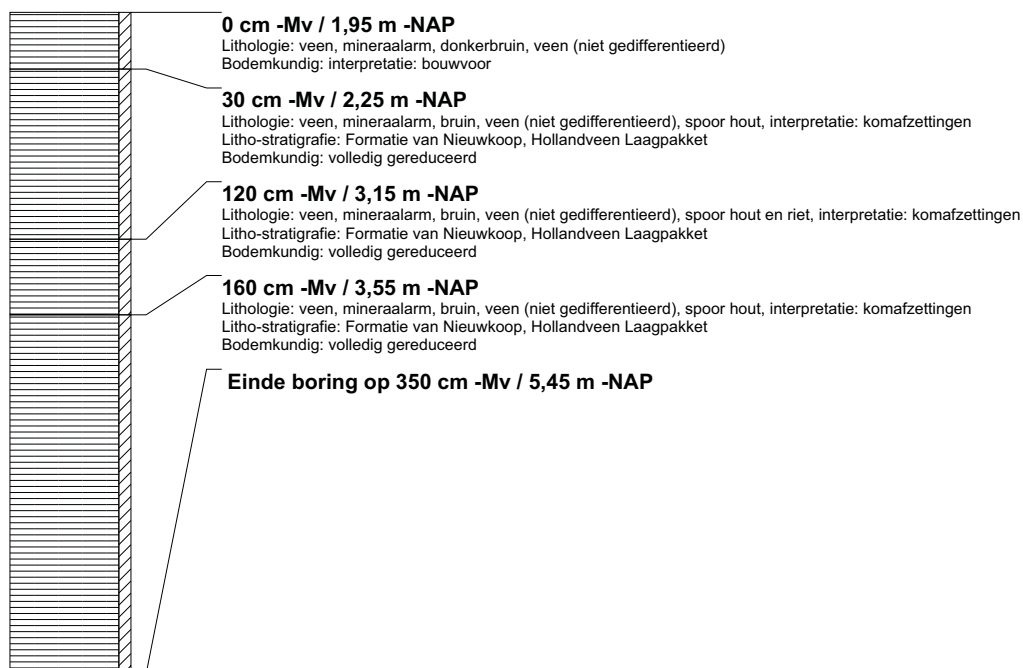 0 cm -Mv / 1,95 m -NAP
Lithologie: veen, mineraalarm, donkerbruin, veen (niet gedifferentieerd)
Bodemkundig: interpretatie: bouwvoor
30 cm -Mv / 2,25 m -NAP
Lithologie: veen, mineraalarm, bruin, veen (niet gedifferentieerd), spoor hout, interpretatie: komafzettingen
Litho-stratigrafie: Formatie van Nieuwkoop, Hollandveen Laagpakket
Bodemkundig: volledig gereduceerd
120 cm -Mv / 3,15 m -NAP
Lithologie: veen, mineraalarm, bruin, veen (niet gedifferentieerd), spoor hout en riet, interpretatie: komafzettingen
Litho-stratigrafie: Formatie van Nieuwkoop, Hollandveen Laagpakket
Bodemkundig: volledig gereduceerd
160 cm -Mv / 3,55 m -NAP
Lithologie: veen, mineraalarm, bruin, veen (niet gedifferentieerd), spoor hout, interpretatie: komafzettingen
Litho-stratigrafie: Formatie van Nieuwkoop, Hollandveen Laagpakket
Bodemkundig: volledig gereduceerd
Einde boring op 350 cm -Mv / 5,45 m -NAP